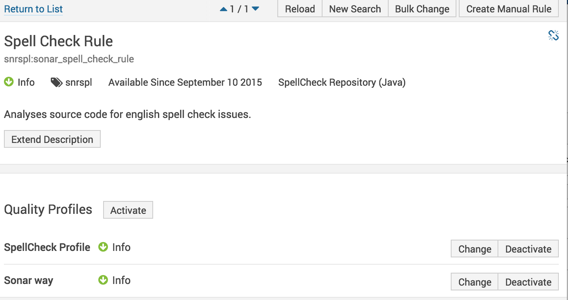 Return to List 1 / 1 Reload New Search Bulk Change Create Manual Rule
Spell Check Rule
snrspl:sonar_spell_check_rule
Info snrspl Available Since September 10 2015 SpellCheck Repository (Java)
Analyses source code for english spell check issues.
Extend Description
Quality Profiles Activate
SpellCheck Profile Info Change Deactivate
Sonar way Info Change Deactivate